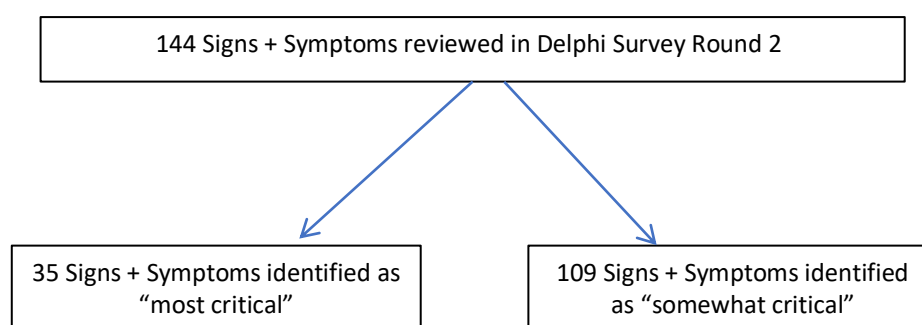 144 Signs + Symptoms reviewed in Delphi Survey Round 2
35 Signs + Symptoms identified as
“most critical”
109 Signs + Symptoms identified
as “somewhat critical”